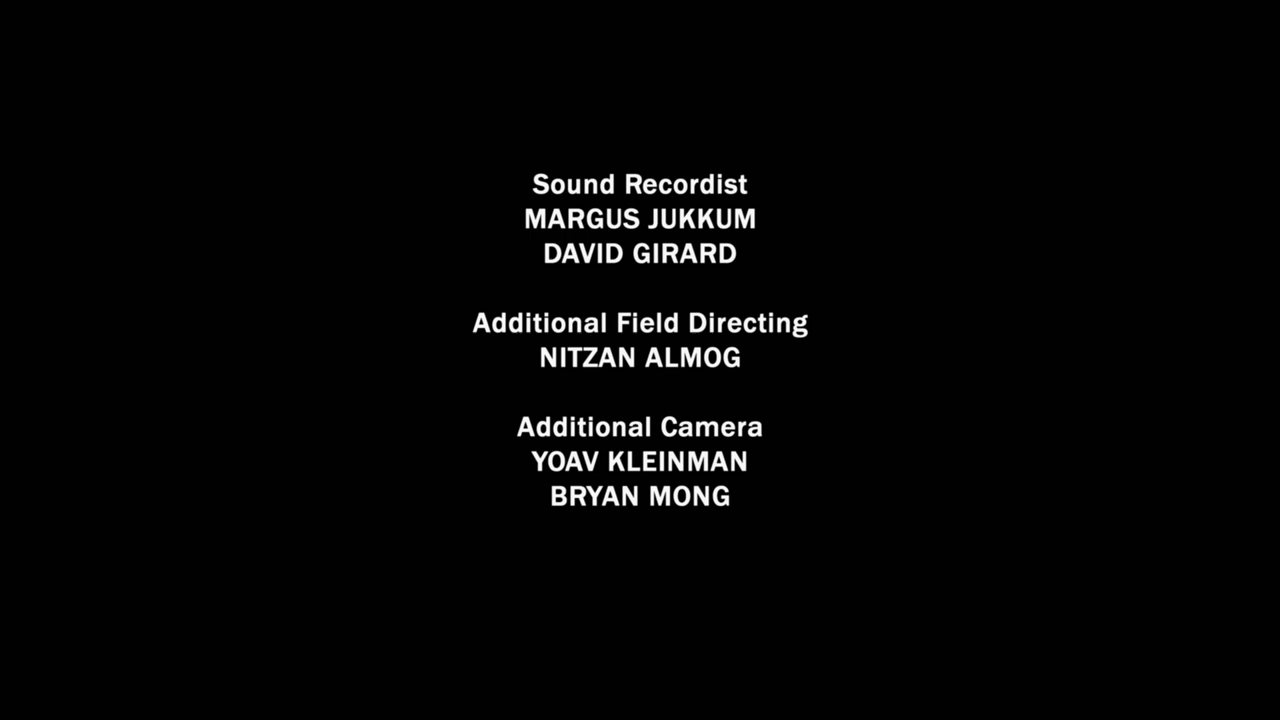 Sound Recordist
MARGUS JUKKUM
DAVID GIRARD
Additional Field Directing
NITZAN ALMOG
Additional Camera
YOAV KLEINMAN
BRYAN MONG